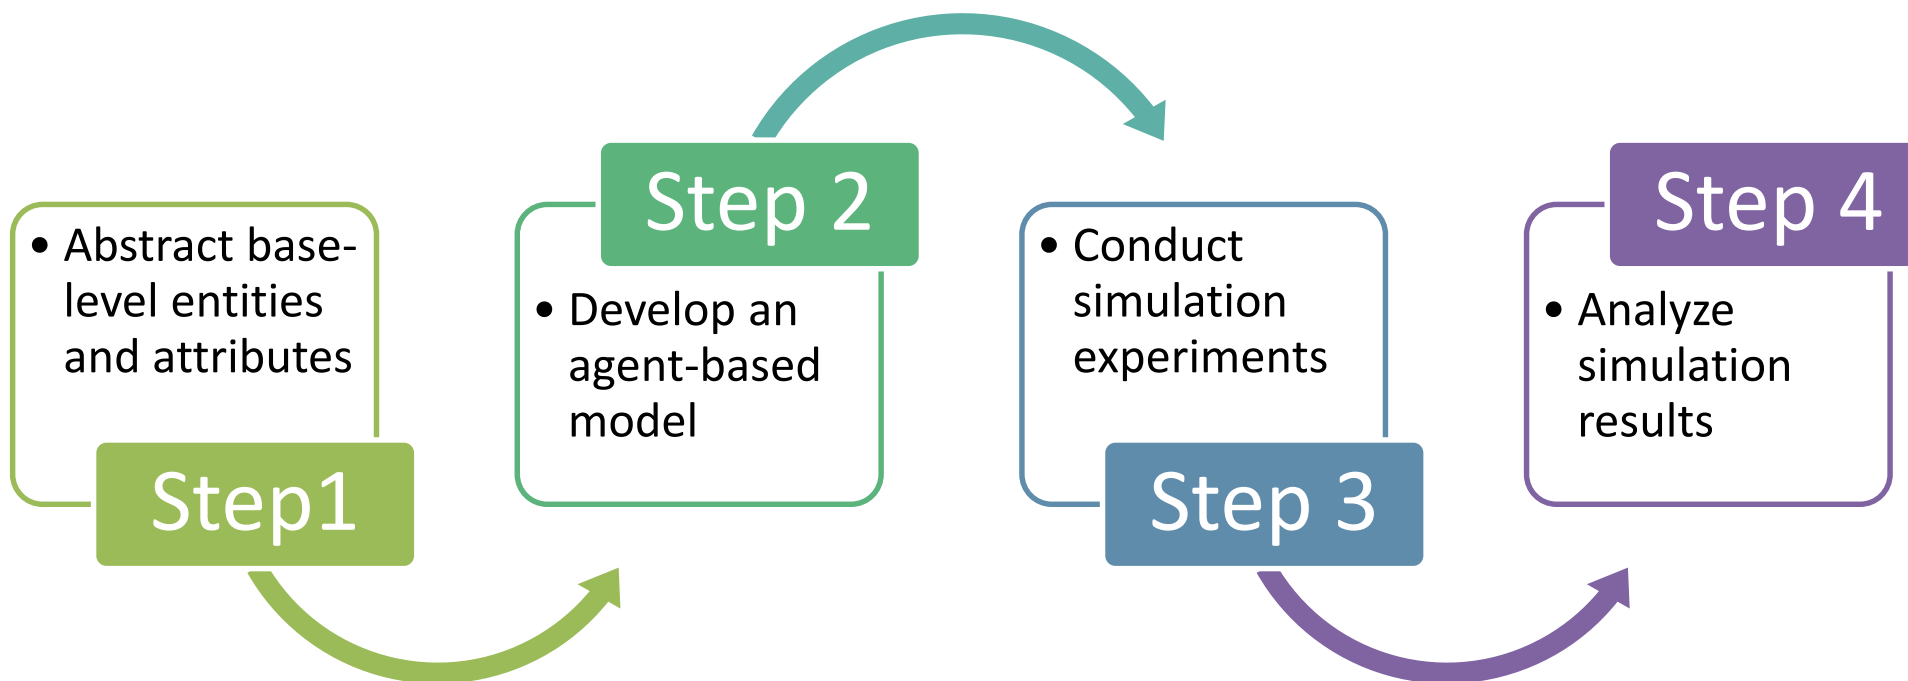 • Abstract base-
level entities
and attributes
Step1
Step 2
• Develop an
agent-based
model
• Conduct
simulation
experiments
Step 3
Step 4
• Analyze
simulation
results